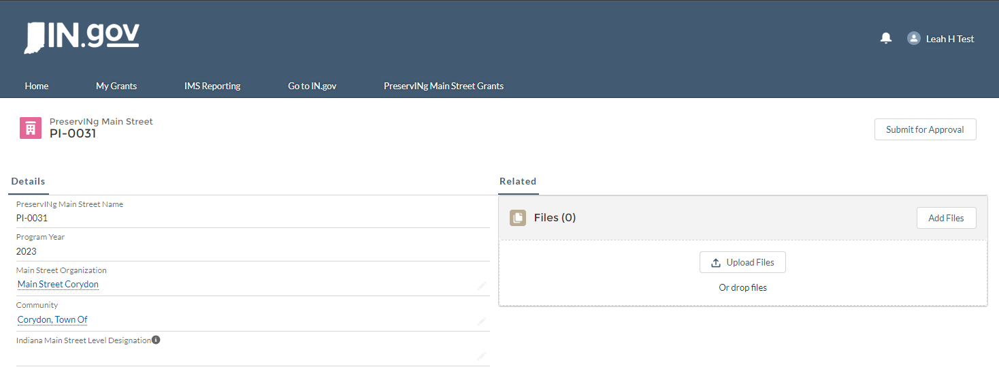 IN.gov
Leah H Test
Home My Grants IMS Reporting Go to IN.gov PreservINg Main Street Grants
PreservINg Main Street
PI-0031
Submit for Approval
Details
PreservINg Main Street Name
PI-0031
Program Year
2023
Main Street Organization
Main Street Corydon
Community
Corydon, Town Of
Indiana Main Street Level Designation
Related
Files (0)
Add Files
Upload Files
Or drop files